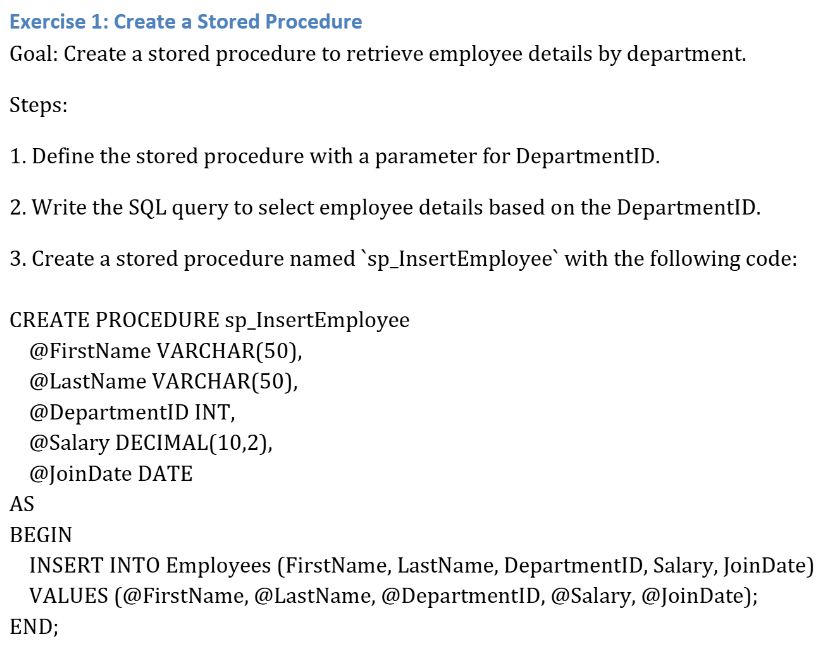 Exercise 1: Create a Stored Procedure
Goal: Create a stored procedure to retrieve employee details by department.
Steps:
1. Define the stored procedure with a parameter for DepartmentID.
2. Write the SQL query to select employee details based on the DepartmentID.
3. Create a stored procedure named `sp_InsertEmployee` with the following code:
CREATE PROCEDURE sp_InsertEmployee
@FirstName VARCHAR(50),
@LastName VARCHAR(50),
@DepartmentID INT,
@Salary DECIMAL(10,2),
@JoinDate DATE
AS
BEGIN
INSERT INTO Employees (FirstName, LastName, DepartmentID, Salary, JoinDate)
VALUES (@FirstName, @LastName, @DepartmentID, @Salary, @JoinDate);
END;